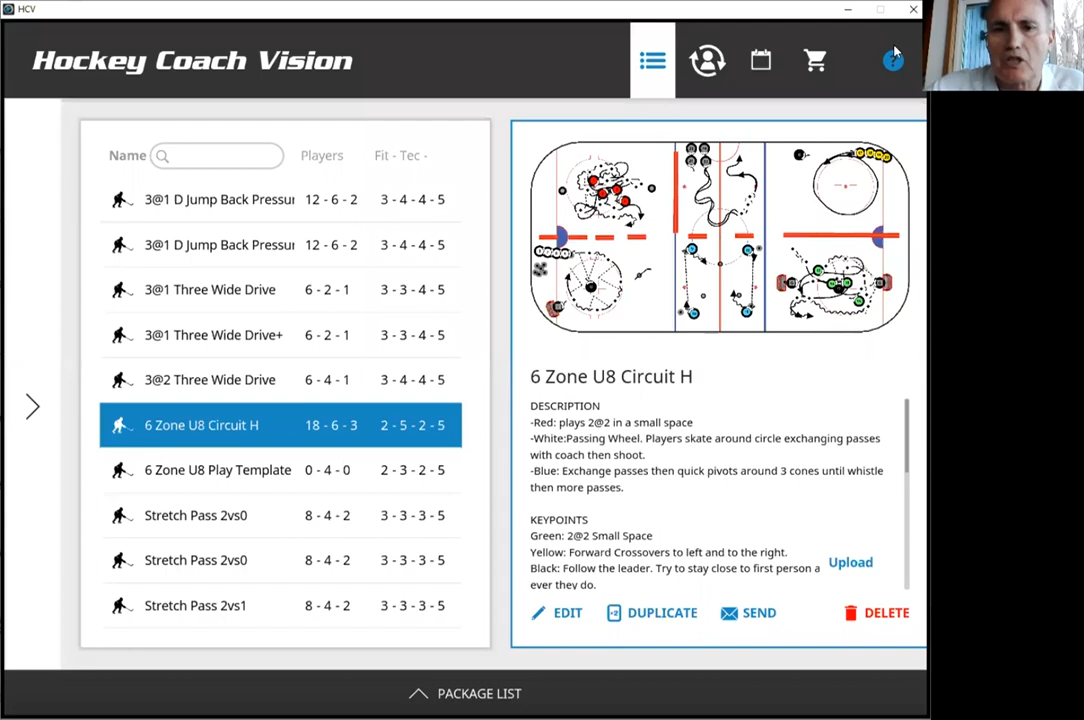 HCV
Hockey Coach Vision
?
Name Players Fit - Tec -
3@1 D Jump Back Pressur 12 - 6 - 2 3 - 4 - 4 - 5
3@1 D Jump Back Pressur 12 - 6 - 2 3 - 4 - 4 - 5
3@1 Three Wide Drive 6 - 2 - 1 3 - 3 - 4 - 5
3@1 Three Wide Drive+ 6 - 2 - 1 3 - 3 - 4 - 5
3@2 Three Wide Drive 6 - 4 - 1 3 - 4 - 4 - 5
6 Zone U8 Circuit H 18 - 6 - 3 2 - 5 - 2 - 5
6 Zone U8 Play Template 0 - 4 - 0 2 - 3 - 2 - 5
Stretch Pass 2vs0 8 - 4 - 2 3 - 3 - 3 - 5
Stretch Pass 2vs0 8 - 4 - 2 3 - 3 - 3 - 5
Stretch Pass 2vs1 8 - 4 - 2 3 - 3 - 3 - 5
6 Zone U8 Circuit H
DESCRIPTION
-Red: plays 2@2 in a small space
-White:Passing Wheel. Players skate around circle exchanging passes
with coach then shoot.
-Blue: Exchange passes then quick pivots around 3 cones until whistle
then more passes.
KEYPOINTS
Green: 2@2 Small Space
Yellow: Forward Crossovers to left and to the right.
Black: Follow the leader. Try to stay close to first person a
ever they do.
Upload
EDIT DUPLICATE SEND DELETE
PACKAGE LIST